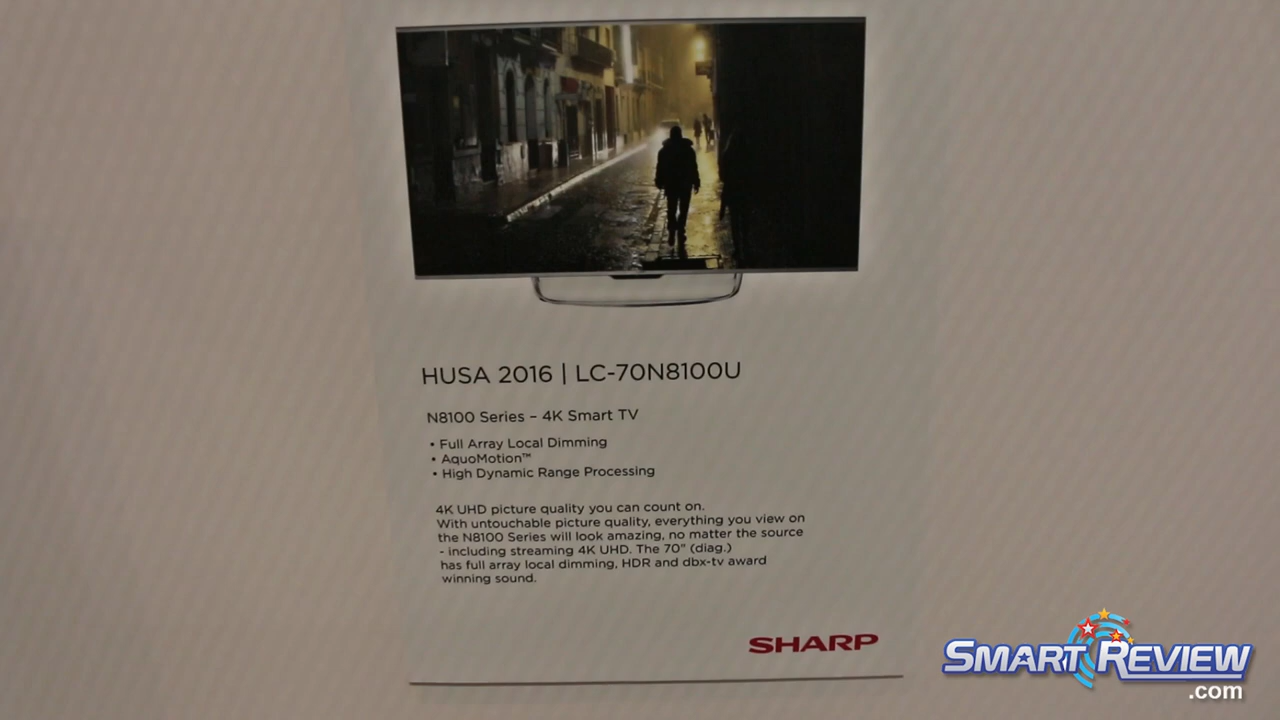 HUSA 2016 | LC-70N8100U
N8100 Series – 4K Smart TV
• Full Array Local Dimming
• AquoMotion™
• High Dynamic Range Processing
4K UHD picture quality you can count on.
With untouchable picture quality, everything you view on
the N8100 Series will look amazing, no matter the source
- including streaming 4K UHD. The 70" (diag.)
has full array local dimming, HDR and dbx-tv award
winning sound.
SHARP
SMARTREVIEW
.com